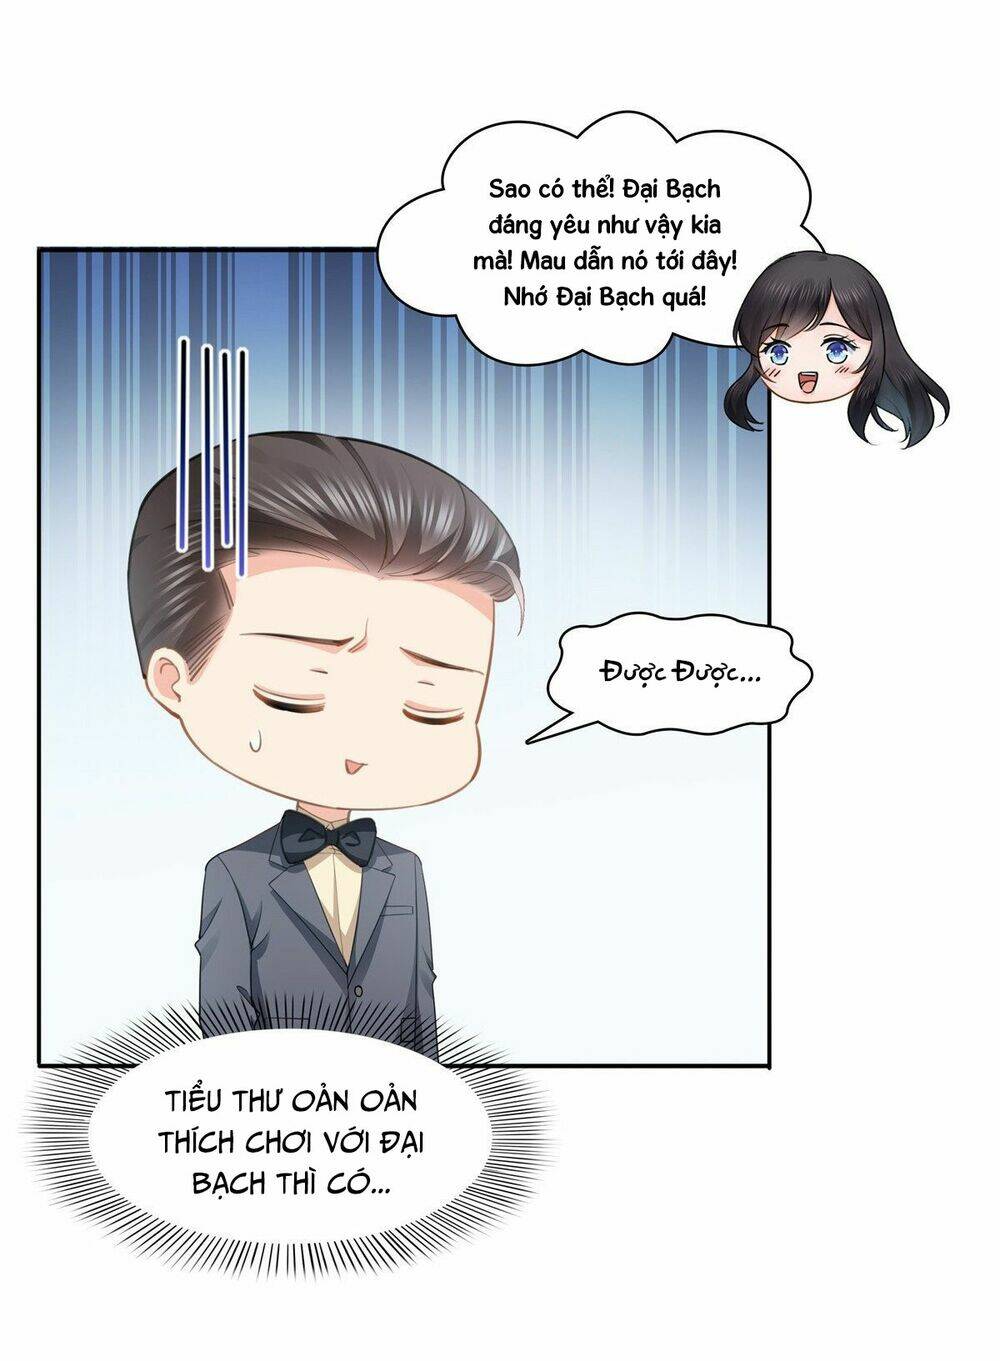 Sao có thể! Đại Bạch
đáng yêu như vậy kia
mà! Mau dẫn nó tới đây!
Nhớ Đại Bạch quá!
Được Được...
TIỂU THƯ OẢN OẢN
THÍCH CHƠI VỚI ĐẠI
BẠCH THÌ CÓ...